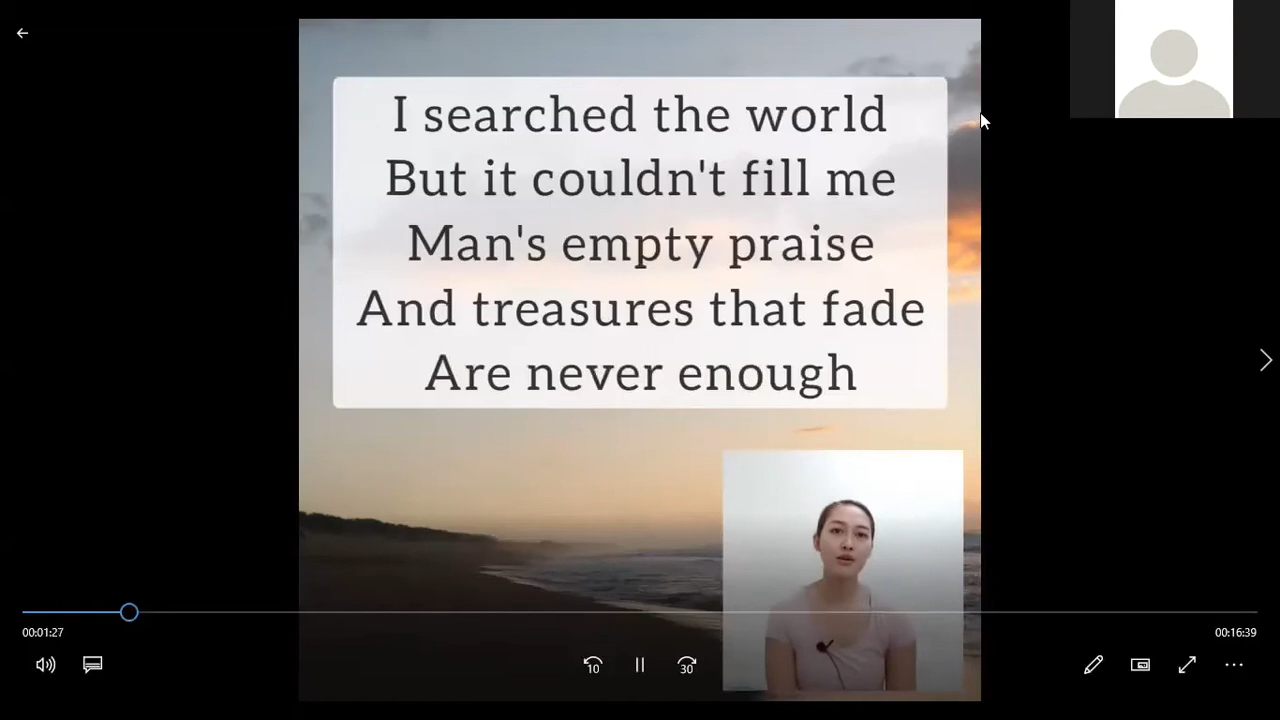 I searched the world
But it couldn't fill me
Man's empty praise
And treasures that fade
Are never enough
00:01:27
00:16:39
10
30